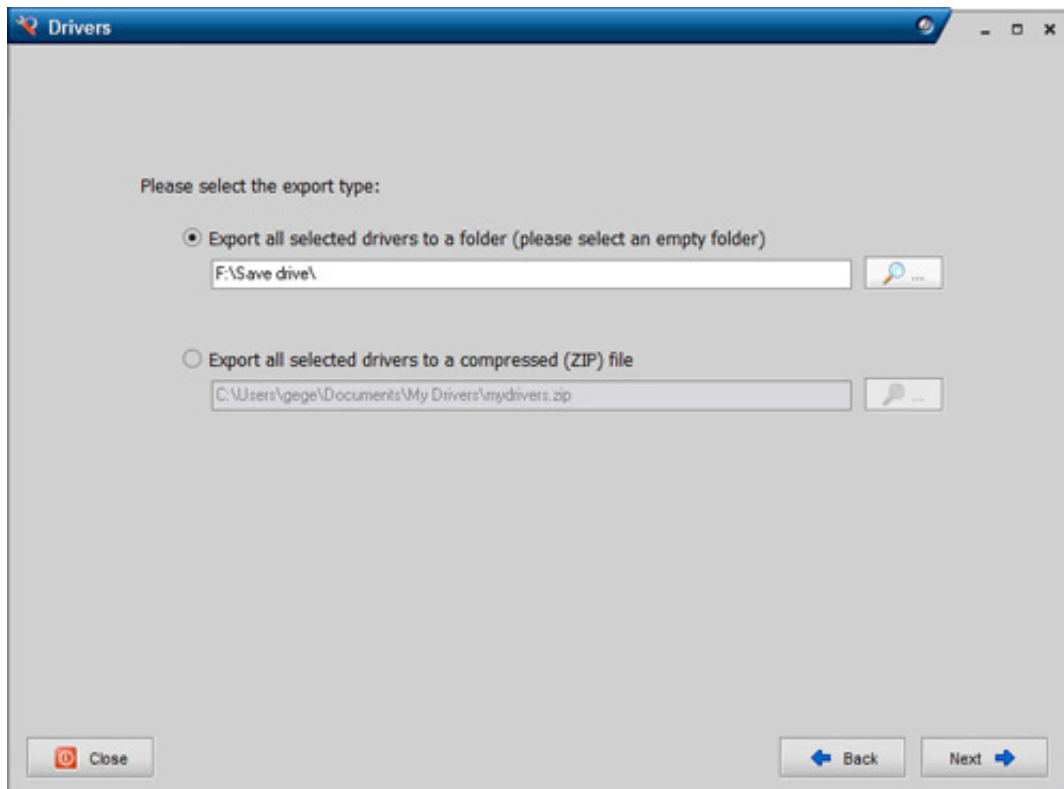 Drivers
Please select the export type:
Export all selected drivers to a folder (please select an empty folder)
F:\Save drive\
...
Export all selected drivers to a compressed (ZIP) file
C:\Users\gege\Documents\My Drivers\mydrivers.zip
...
Close
Back
Next